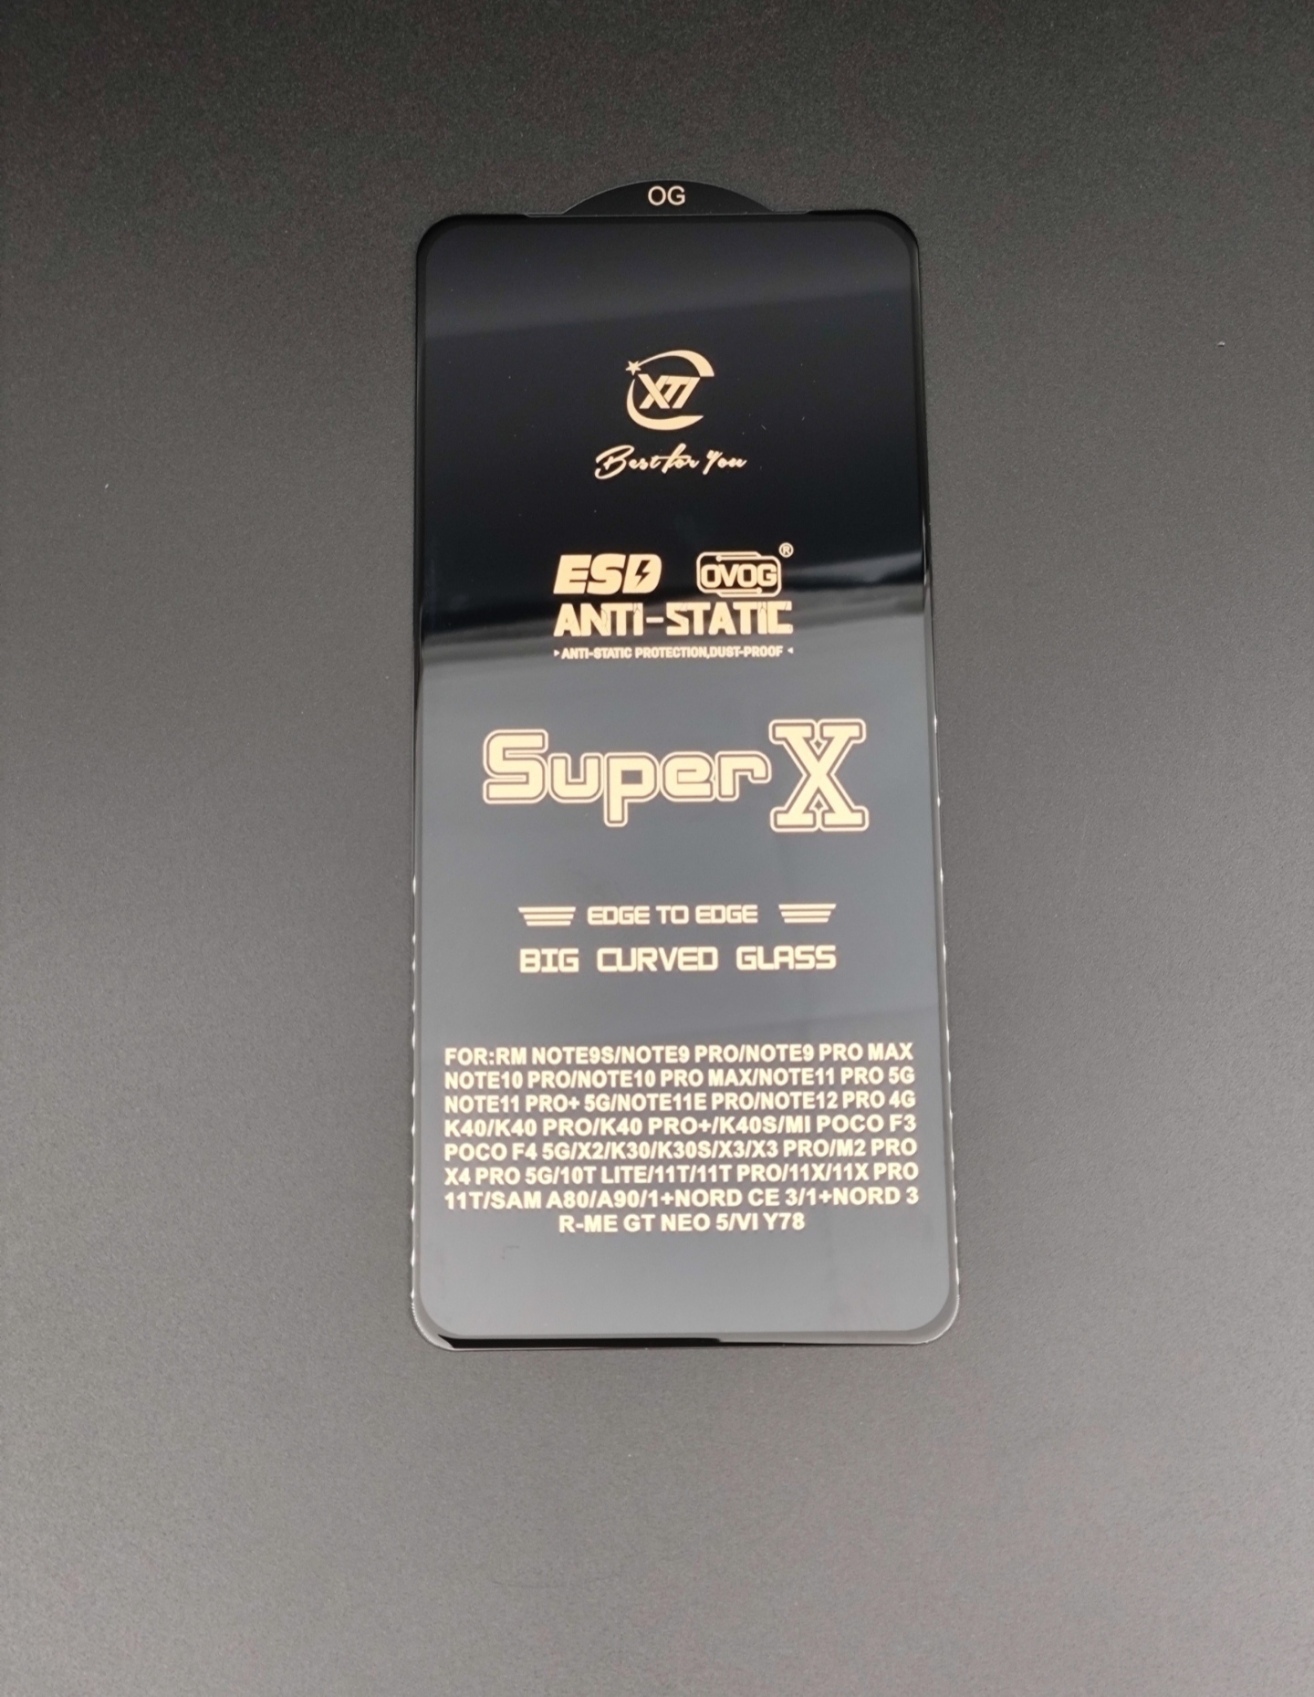 OG
XTI
Best for You
ESD OVOG®
ANTI-STATIC
ANTI-STATIC PROTECTION,DUST-PROOF
Super X
EDGE TO EDGE
BIG CURVED GLASS
FOR:RM NOTE9S/NOTE9 PRO/NOTE9 PRO MAX
NOTE10 PRO/NOTE10 PRO MAX/NOTE11 PRO 5G
NOTE11 PRO+ 5G/NOTE11E PRO/NOTE12 PRO 4G
K40/K40 PRO/K40 PRO+/K40S/MI POCO F3
POCO F4 5G/X2/K30/K30S/X3/X3 PRO/M2 PRO
X4 PRO 5G/10T LITE/11T/11T PRO/11X/11X PRO
11T/SAM A80/A90/1+NORD CE 3/1+NORD 3
R-ME GT NEO 5/VI Y78